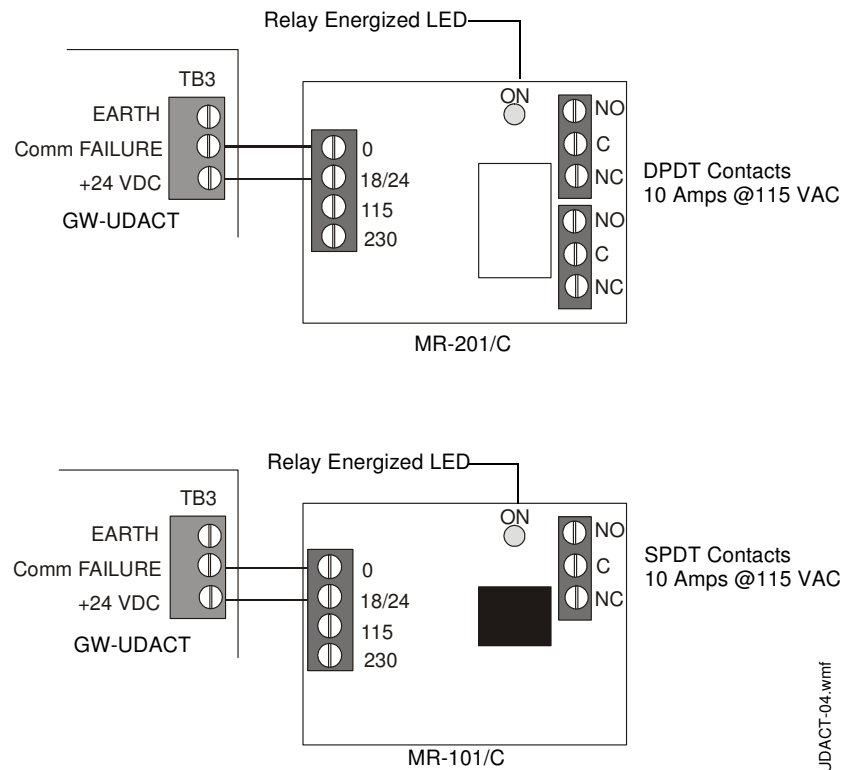 Relay Energized LED
TB3
EARTH
Comm FAILURE
+24 VDC
GW-UDACT
0
18/24
115
230
ON
NO
C
NC
NO
C
NC
DPDT Contacts
10 Amps @115 VAC
MR-201/C
Relay Energized LED
TB3
EARTH
Comm FAILURE
+24 VDC
GW-UDACT
0
18/24
115
230
ON
NO
C
NC
SPDT Contacts
10 Amps @115 VAC
MR-101/C
JDACT-04.wmf